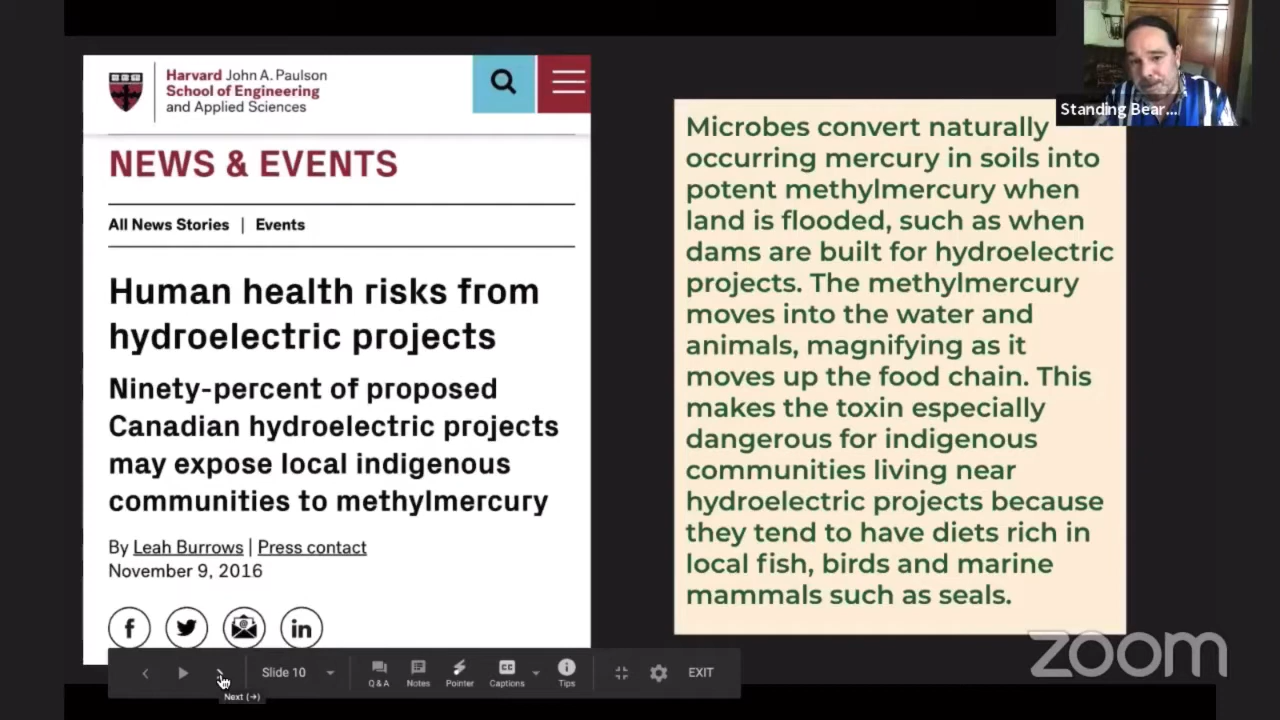 Harvard John A. Paulson
School of Engineering
and Applied Sciences
NEWS & EVENTS
All News Stories | Events
Human health risks from
hydroelectric projects
Ninety-percent of proposed
Canadian hydroelectric projects
may expose local indigenous
communities to methylmercury
By Leah Burrows | Press contact
November 9, 2016
f
in
Microbes convert naturally
occurring mercury in soils into
potent methylmercury when
land is flooded, such as when
dams are built for hydroelectric
projects. The methylmercury
moves into the water and
animals, magnifying as it
moves up the food chain. This
makes the toxin especially
dangerous for indigenous
communities living near
hydroelectric projects because
they tend to have diets rich in
local fish, birds and marine
mammals such as seals.
Standing Bear...
Slide 10
Q & A
Notes
Pointer
CC
Captions
Tips
EXIT
Next (→)
zoom